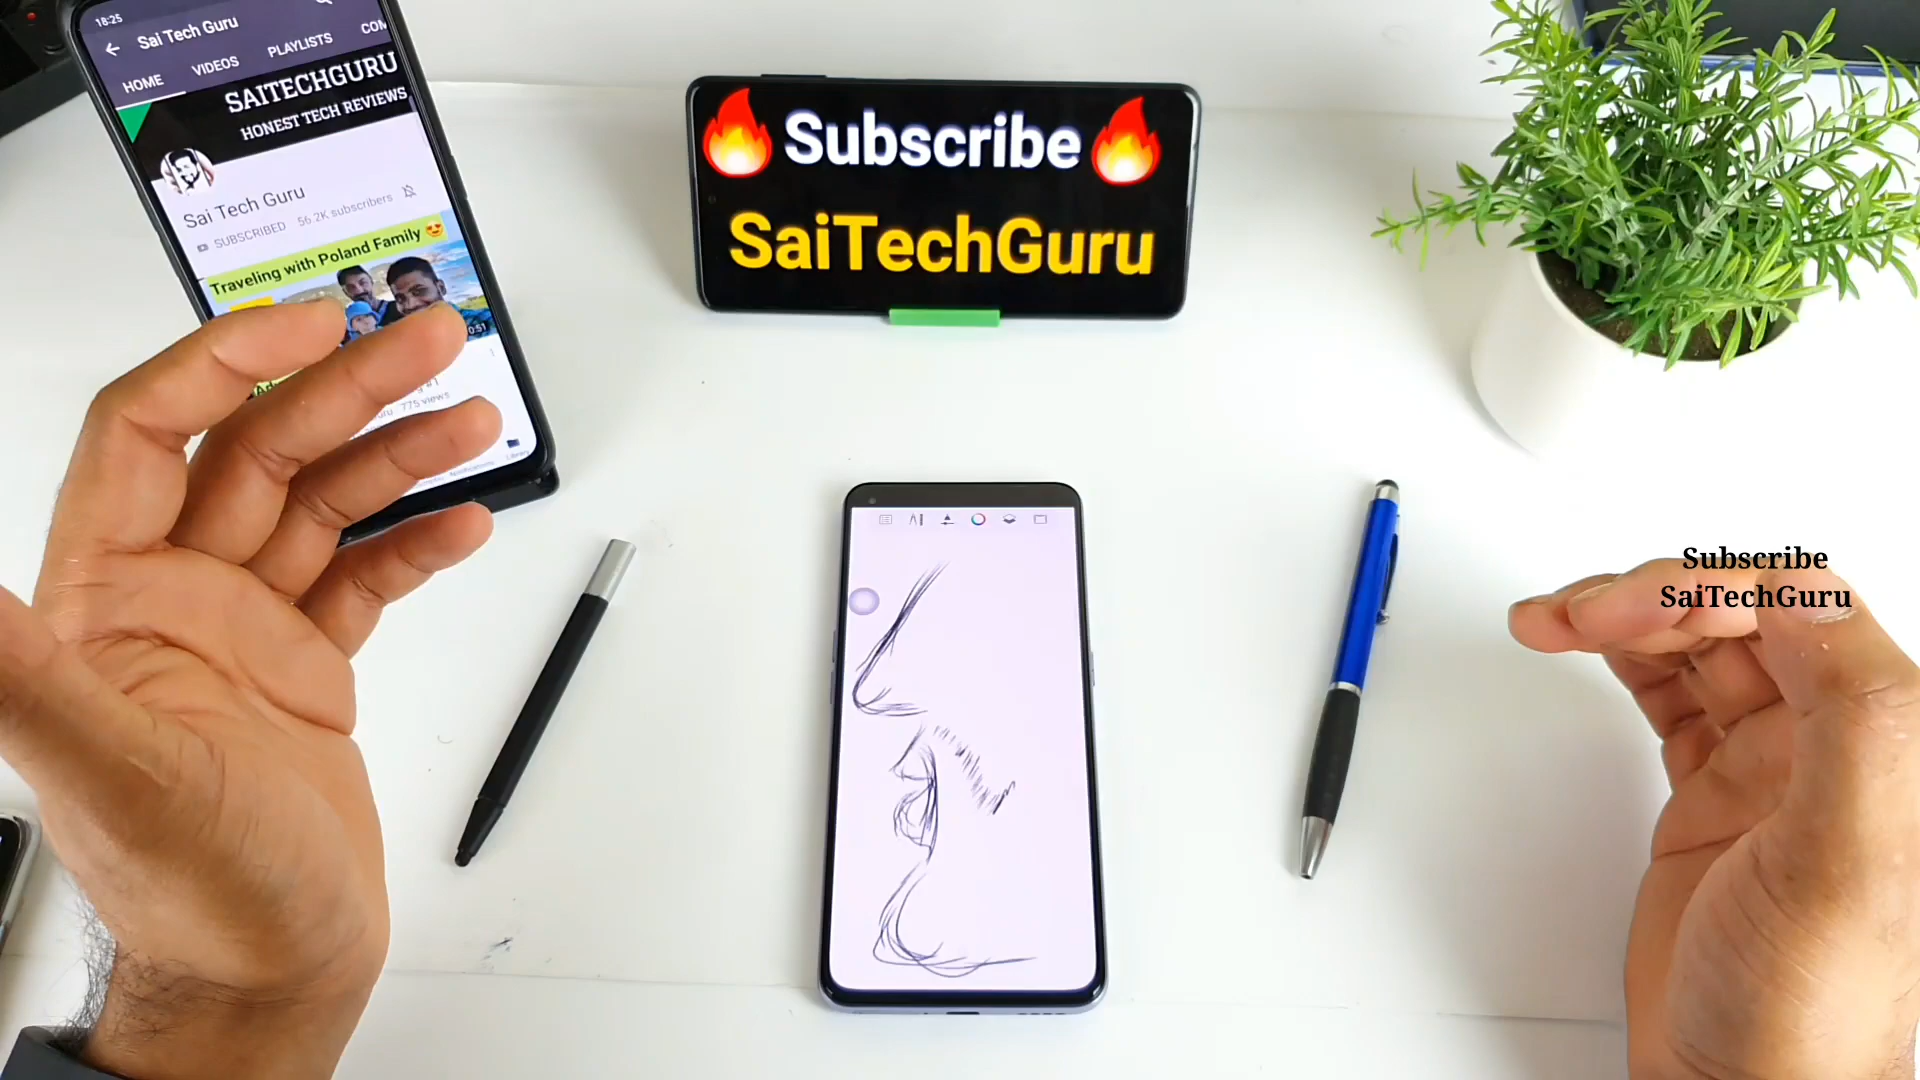 18:25
Sai Tech Guru
HOME VIDEOS PLAYLISTS COM
SAITECHGURU
HONEST TECH REVIEWS
Sai Tech Guru
SUBSCRIBED 56.2K subscribers
Traveling with Poland Family
0:51
775 views
Library
Subscribe
SaiTechGuru
Subscribe
SaiTechGuru